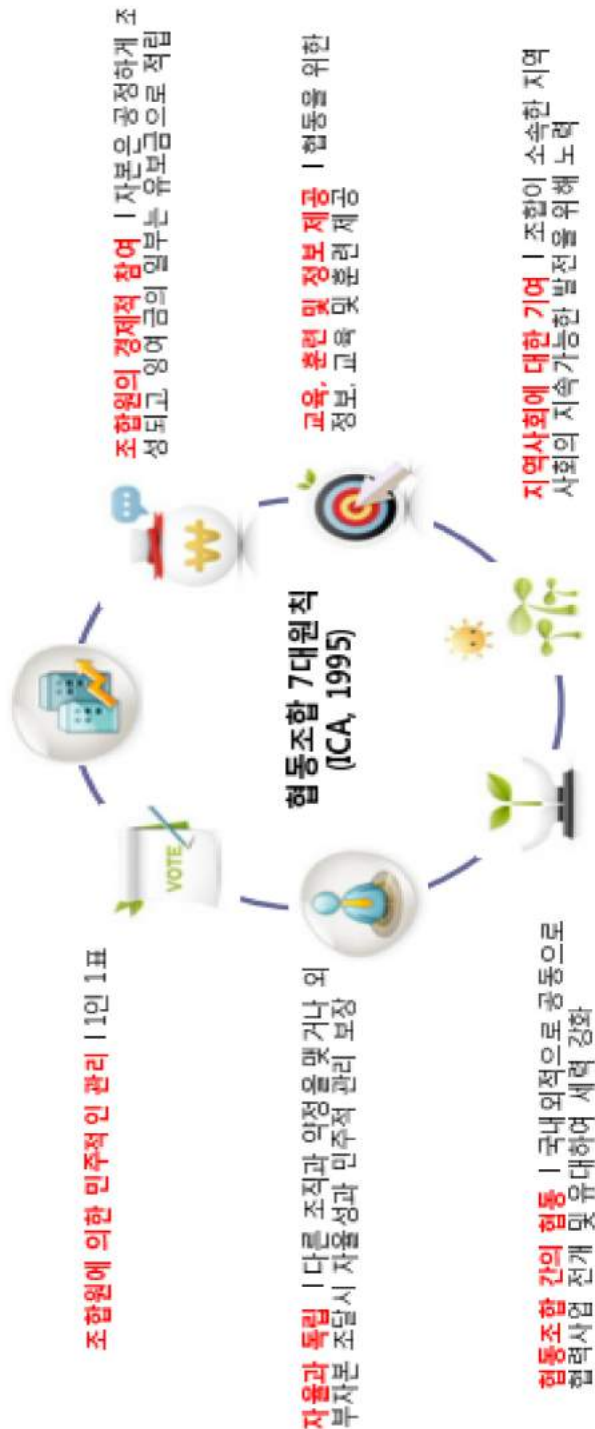 조합원에 의한 민주적인 관리 | 1인 1표
조합원의 경제적 참여 | 자본은 공정하게 조
성되고 잉여금의 일부는 유보금으로 적립
VOTE
자율과 독립 | 다른 조직과 약정을맺거나 외
부자본 조달시 자율성과 민주적 관리 보장
협동조합 7대원칙
(ICA, 1995)
교육, 훈련 및 정보 제공 | 협동을 위한
정보. 교육 및 훈련 제공
협동조합 간의 협동 | 국내외적으로 공동으로
협력사업 전개 및 유대하여 세력 강화
지역사회에 대한 기여 | 조합이 소속한 지역
사회의 지속가능한 발전을위해 노력